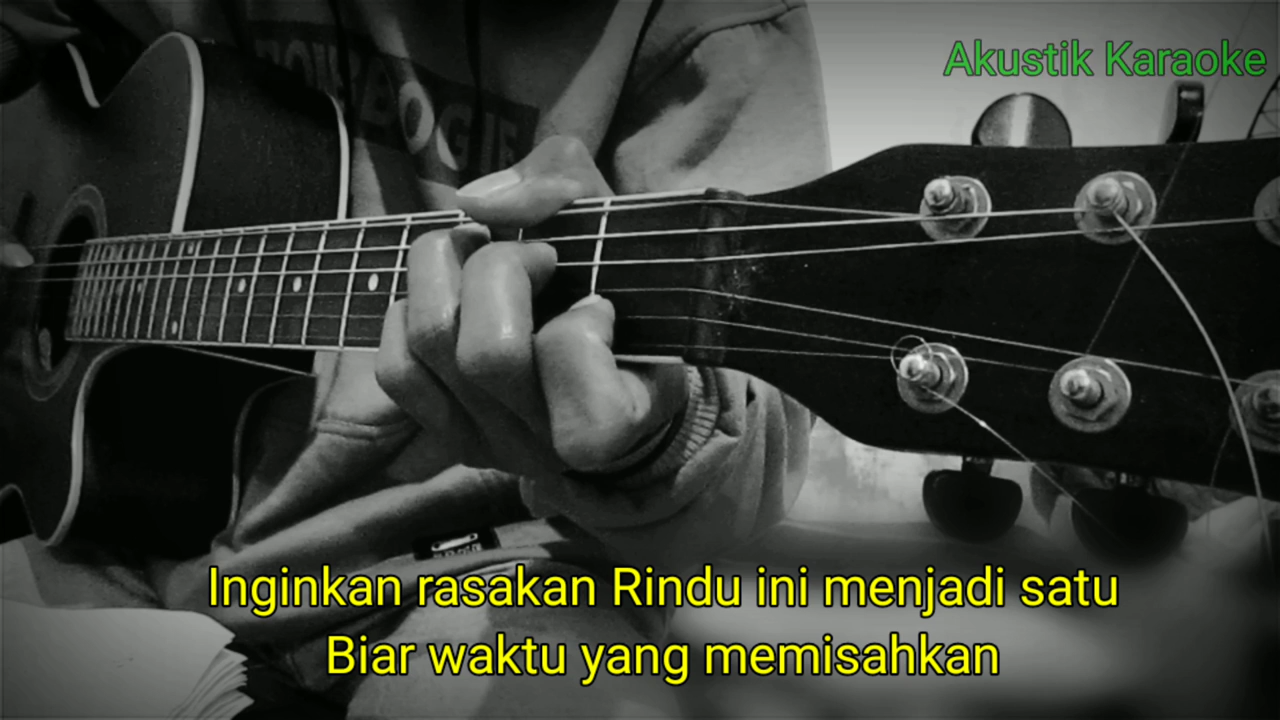 Akustik Karaoke
Inginkan rasakan Rindu ini menjadi satu
Biar waktu yang memisahkan